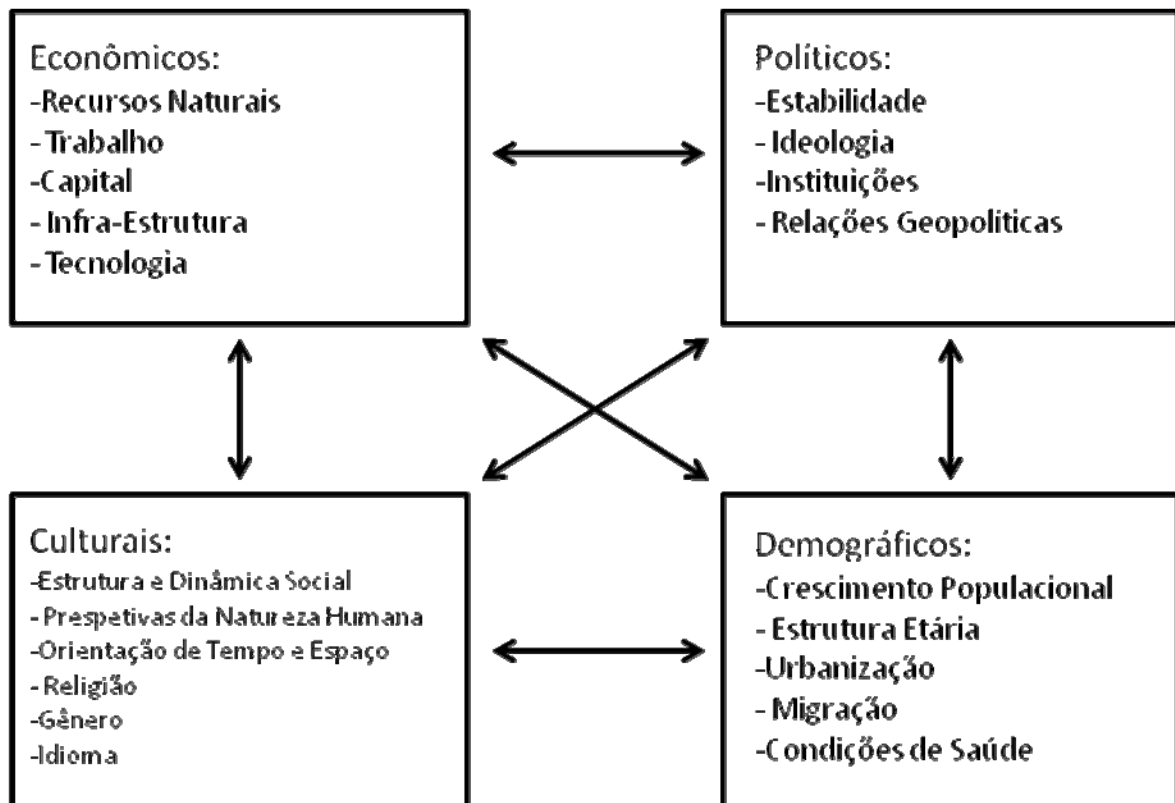 Econômicos:
-Recursos Naturais
- Trabalho
-Capital
- Infra-Estrutura
- Tecnologia
Políticos:
-Estabilidade
- Ideologia
-Instituições
- Relações Geopoliticas
Culturais:
-Estrutura e Dinâmica Social
- Prespetivas da Natureza Humana
-Orientação de Tempo e Espaço
- Religião
-Gênero
-Idioma
Demográficos:
-Crescimento Populacional
- Estrutura Etária
-Urbanização
- Migração
-Condições de Saúde